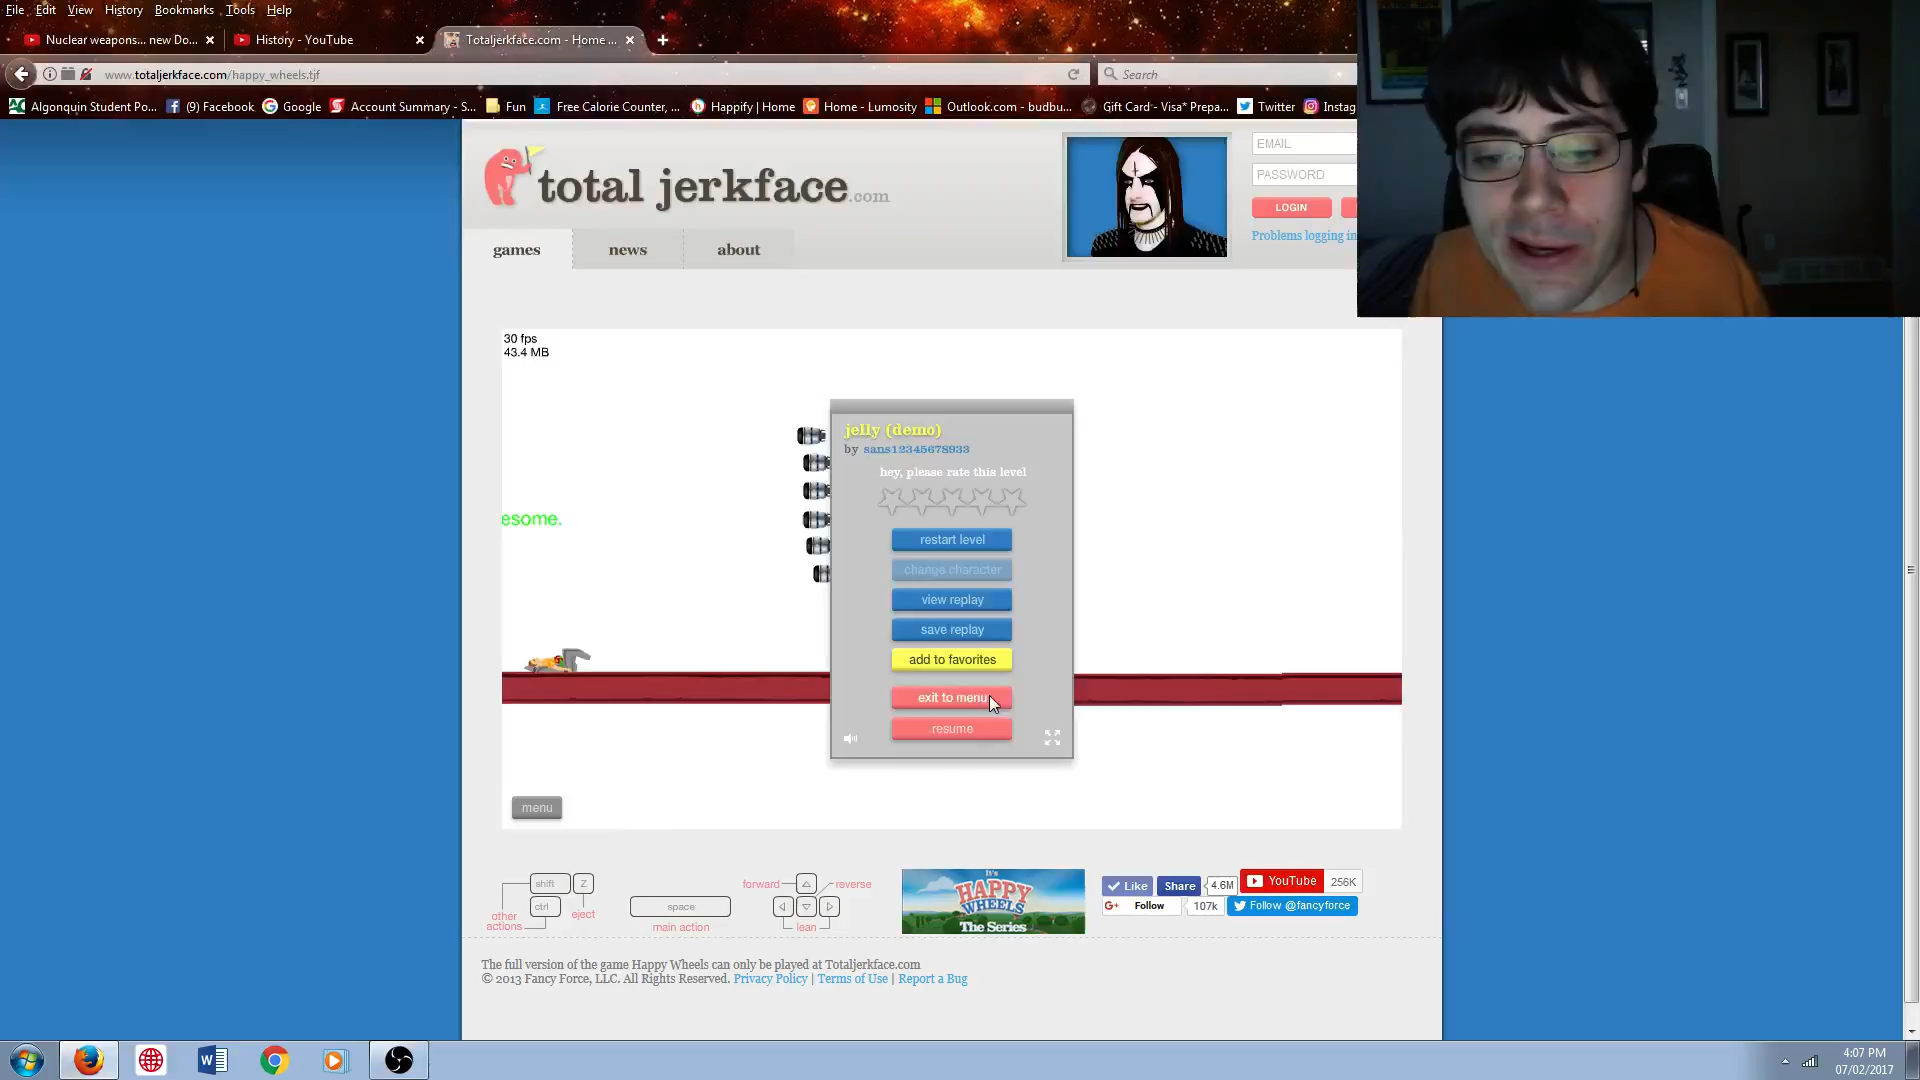 File Edit View History Bookmarks Tools Help
Nuclear weapons... new Do...
History - YouTube
Totaljerkface.com - Home ...
www.totaljerkface.com/happy_wheels.tjf
Search
Algonquin Student Po... (9) Facebook Google Account Summary - S... Fun Free Calorie Counter, ... Happify | Home Home - Lumosity Outlook.com - budbu... Gift Card - Visa* Prepa... Twitter Instag
total jerkface.com
EMAIL
PASSWORD
LOGIN
Problems logging in
games
news
about
30 fps
43.4 MB
jelly (demo)
by sans12345678933
hey, please rate this level
esome.
restart level
change character
view replay
save replay
add to favorites
exit to menu
resume
menu
shift Z
ctrl
other actions
eject
space
main action
forward
reverse
lean
It's
HAPPY
WHEELS
The Series
Like Share 4.6M YouTube 256K
G+ Follow 107k Follow @fancyforce
The full version of the game Happy Wheels can only be played at Totaljerkface.com
© 2013 Fancy Force, LLC. All Rights Reserved. Privacy Policy | Terms of Use | Report a Bug
4:07 PM
07/02/2017